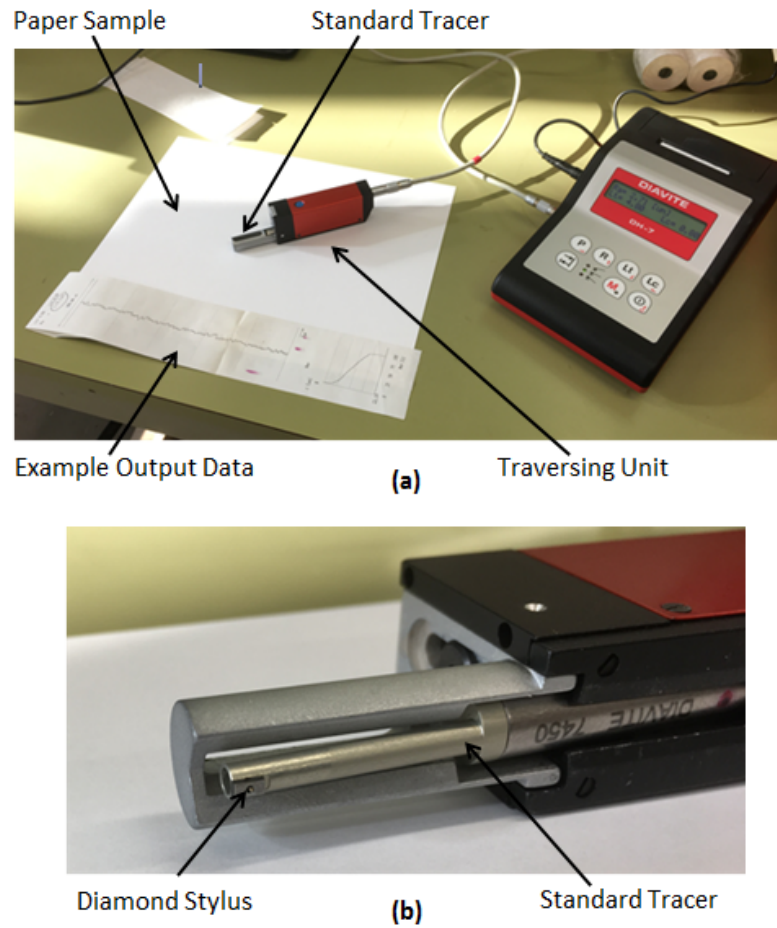 Paper Sample
Standard Tracer
DIAVITE
DH-7
P
R
Lt
Lc
M
Example Output Data
Traversing Unit
(a)
DIAVITE 7450
Diamond Stylus
Standard Tracer
(b)